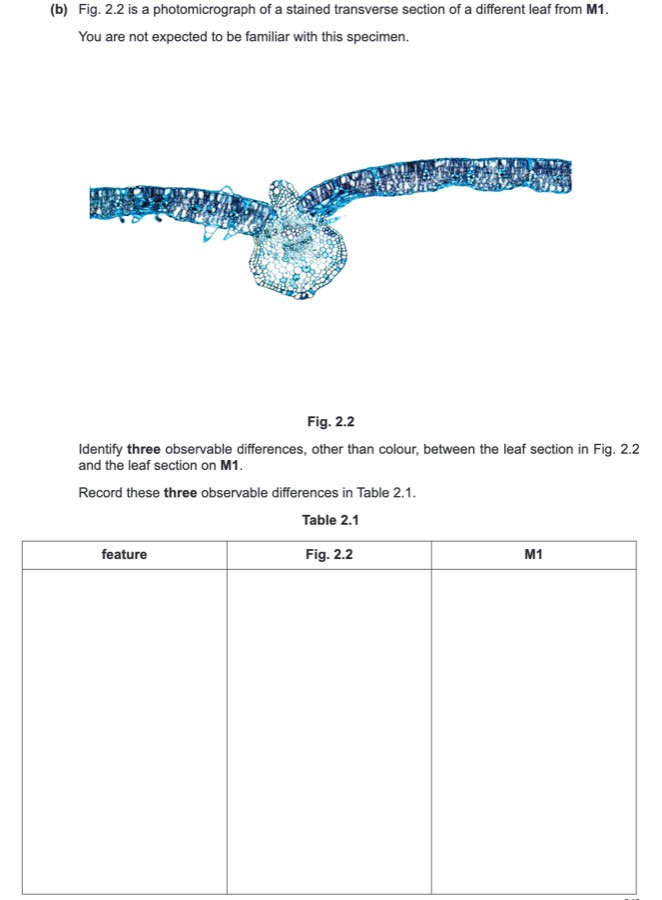 (b) Fig. 2.2 is a photomicrograph of a stained transverse section of a different leaf from M1.
You are not expected to be familiar with this specimen.
Fig. 2.2
Identify three observable differences, other than colour, between the leaf section in Fig. 2.2
and the leaf section on M1.
Record these three observable differences in Table 2.1.
Table 2.1
feature Fig. 2.2 M1